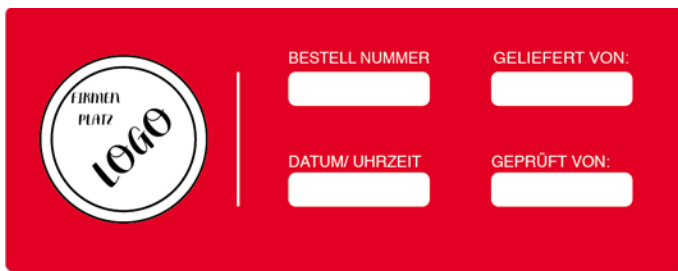 FIRMEN
PLATZ
LOGO
BESTELL NUMMER
GELIEFERT VON:
DATUM/ UHRZEIT
GEPRÜFT VON: